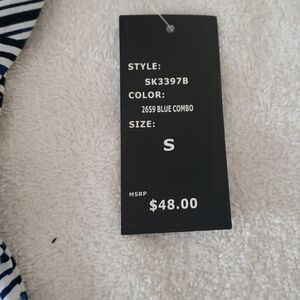 STYLE:
SK3397B
COLOR:
2659 BLUE COMBO
SIZE:
S
MSRP
$48.00